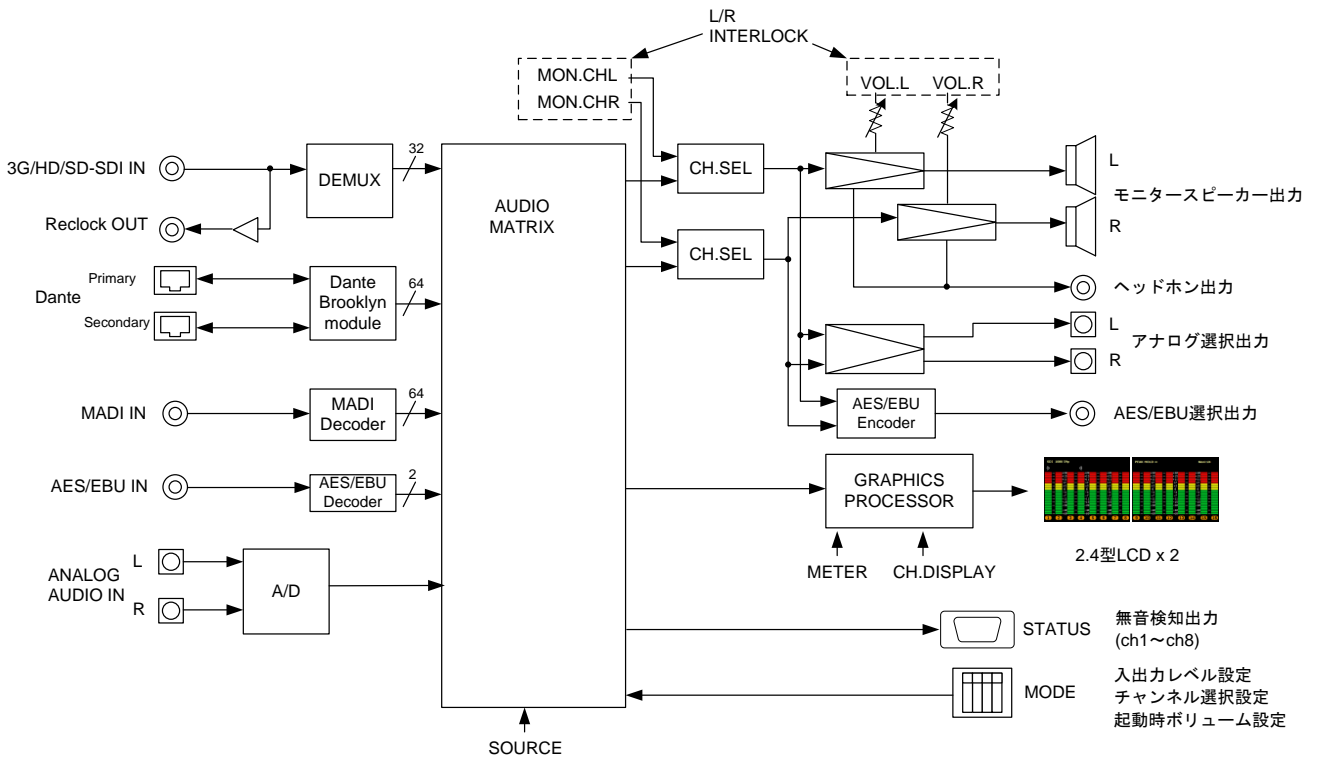 L/R
INTERLOCK
MON.CHL
MON.CHR
VOL.L
VOL.R
3G/HD/SD-SDI IN
DEMUX
32
Reclock OUT
AUDIO
MATRIX
CH.SEL
CH.SEL
L
モニタースピーカー出力
R
Primary
Dante
Secondary
Dante
Brooklyn
module
64
ヘッドホン出力
L
アナログ選択出力
R
MADI IN
MADI
Decoder
64
AES/EBU
Encoder
AES/EBU選択出力
AES/EBU IN
AES/EBU
Decoder
2
GRAPHICS
PROCESSOR
2.4型LCD x 2
METER
CH.DISPLAY
ANALOG
AUDIO IN
L
R
A/D
STATUS
無音検知出力
(ch1～ch8)
MODE
入出力レベル設定
チャンネル選択設定
起動時ボリューム設定
SOURCE